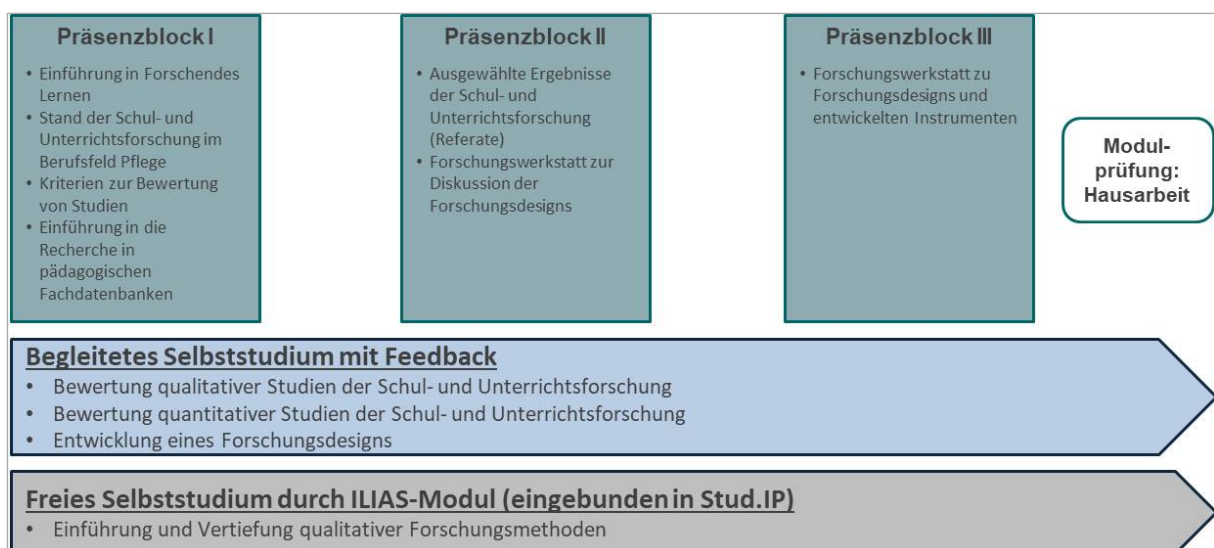 Präsenzblock I
• Einführung in Forschendes
Lernen
• Stand der Schul- und
Unterrichtsforschung im
Berufsfeld Pflege
• Kriterien zur Bewertung
von Studien
• Einführung in die
Recherche in
pädagogischen
Fachdatenbanken
Präsenzblock II
• Ausgewählte Ergebnisse
der Schul- und
Unterrichtsforschung
(Referate)
• Forschungswerkstatt zur
Diskussion der
Forschungsdesigns
Präsenzblock III
• Forschungswerkstatt zu
Forschungsdesigns und
entwickelten Instrumenten
Modul-
prüfung:
Hausarbeit
Begleitetes Selbststudium mit Feedback
• Bewertung qualitativer Studien der Schul- und Unterrichtsforschung
• Bewertung quantitativer Studien der Schul- und Unterrichtsforschung
• Entwicklung eines Forschungsdesigns
Freies Selbststudium durch ILIAS-Modul (eingebunden in Stud.IP)
• Einführung und Vertiefung qualitativer Forschungsmethoden